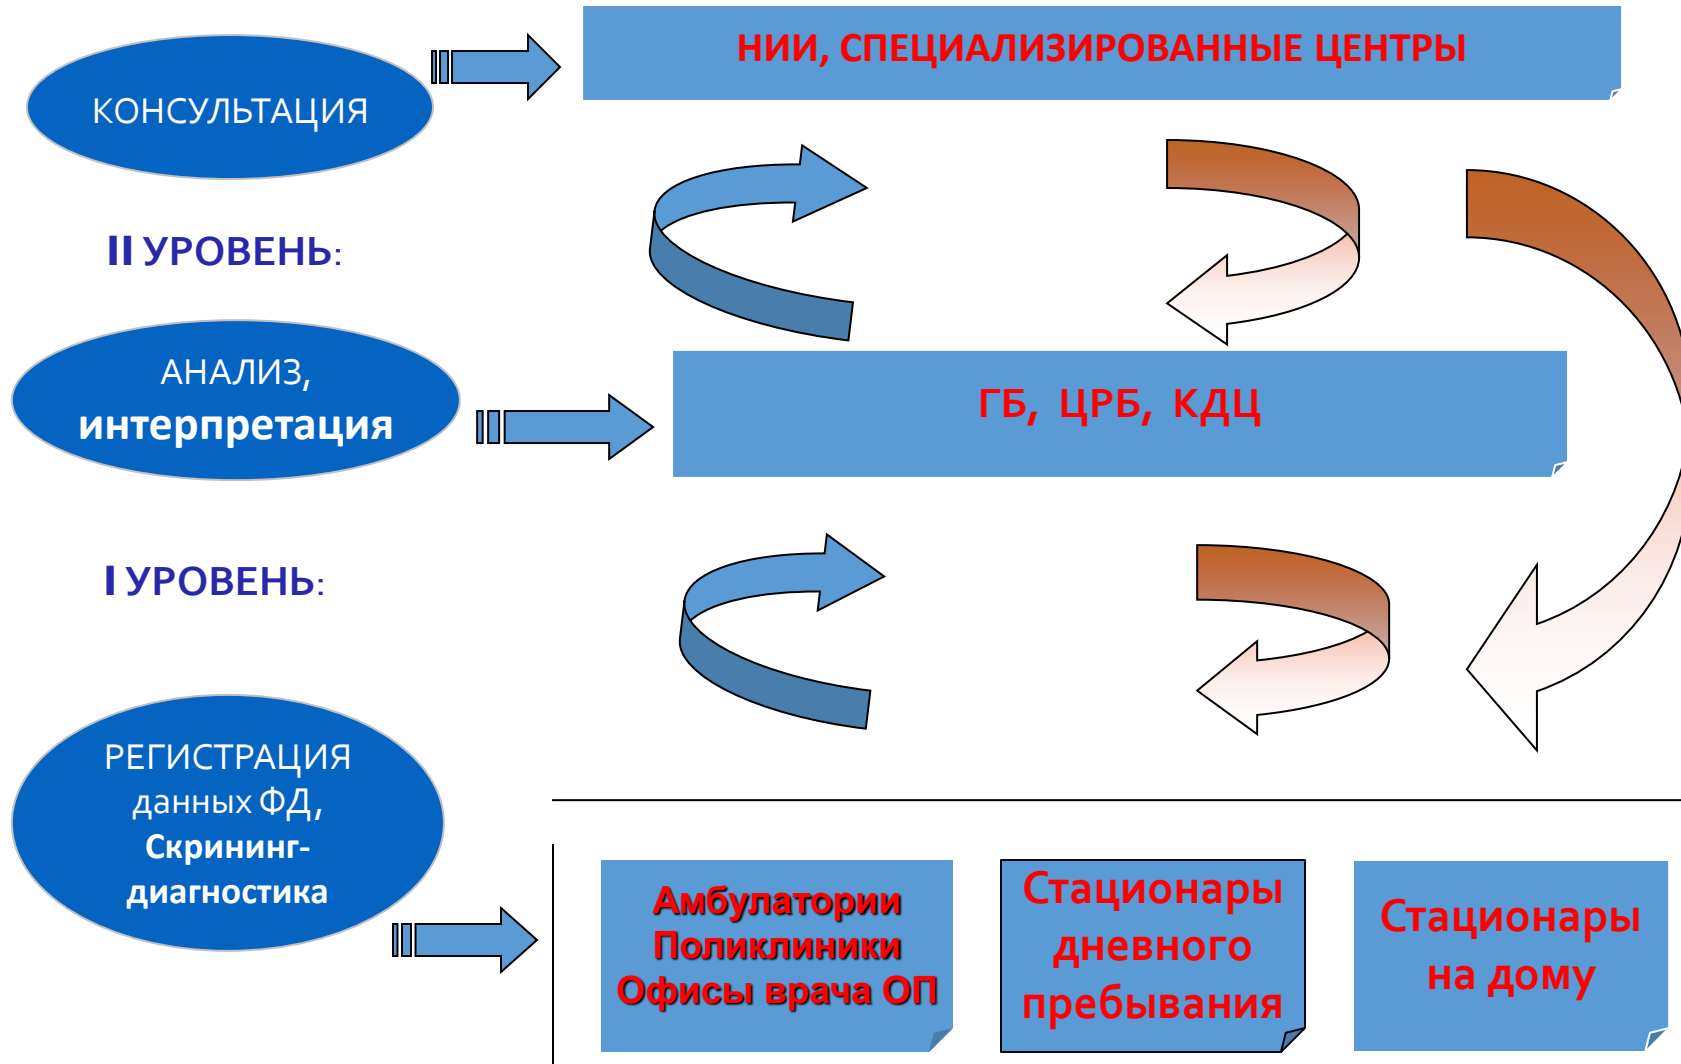 КОНСУЛЬТАЦИЯ
НИИ, СПЕЦИАЛИЗИРОВАННЫЕ ЦЕНТРЫ
II УРОВЕНЬ:
АНАЛИЗ,
интерпретация
ГБ, ЦРБ, КДЦ
I УРОВЕНЬ:
РЕГИСТРАЦИЯ
данных ФД,
Скрининг-
диагностика
Амбулатории
Поликлиники
Офисы врача ОП
Стационары
дневного
пребывания
Стационары
на дому